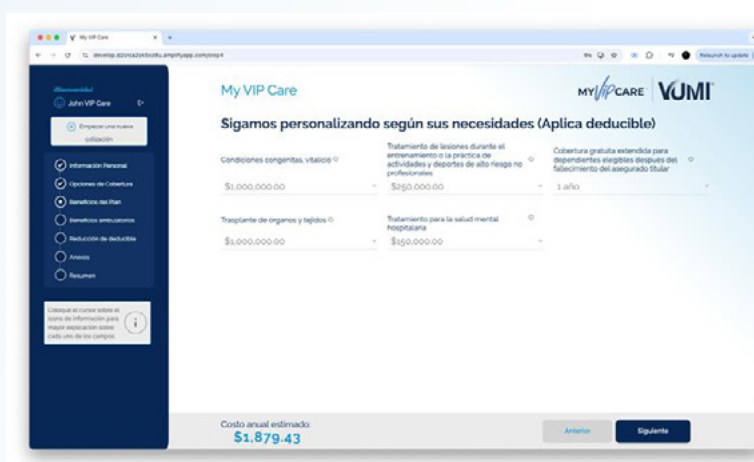 My VIP Care
Relaunch to update
¡Bienvenido!
John VIP Care
Empezar una nueva
cotización
Información Personal
Opciones de Cobertura
Beneficios del Plan
Beneficios ambulatorios
Reducción de deducible
Anexos
Resumen
Coloque el cursor sobre el
icono de información para
mayor explicación sobre
cada uno de los campos.
My VIP Care
MY VIP CARE VUMI
Sigamos personalizando según sus necesidades (Aplica deducible)
Condiciones congenitas, vitalicio
$1,000,000.00
Tratamiento de lesiones durante el
entrenamiento o la práctica de
actividades y deportes de alto riesgo no
profesionales
$250,000.00
Cobertura gratuita extendida para
dependientes elegibles después del
fallecimiento del asegurado titular
1 año
Trasplante de organos y tejidos
$1,000,000.00
Tratamiento para la salud mental
hospitalaria
$150,000.00
Costo anual estimado:
$1,879.43
Anterior
Siguiente